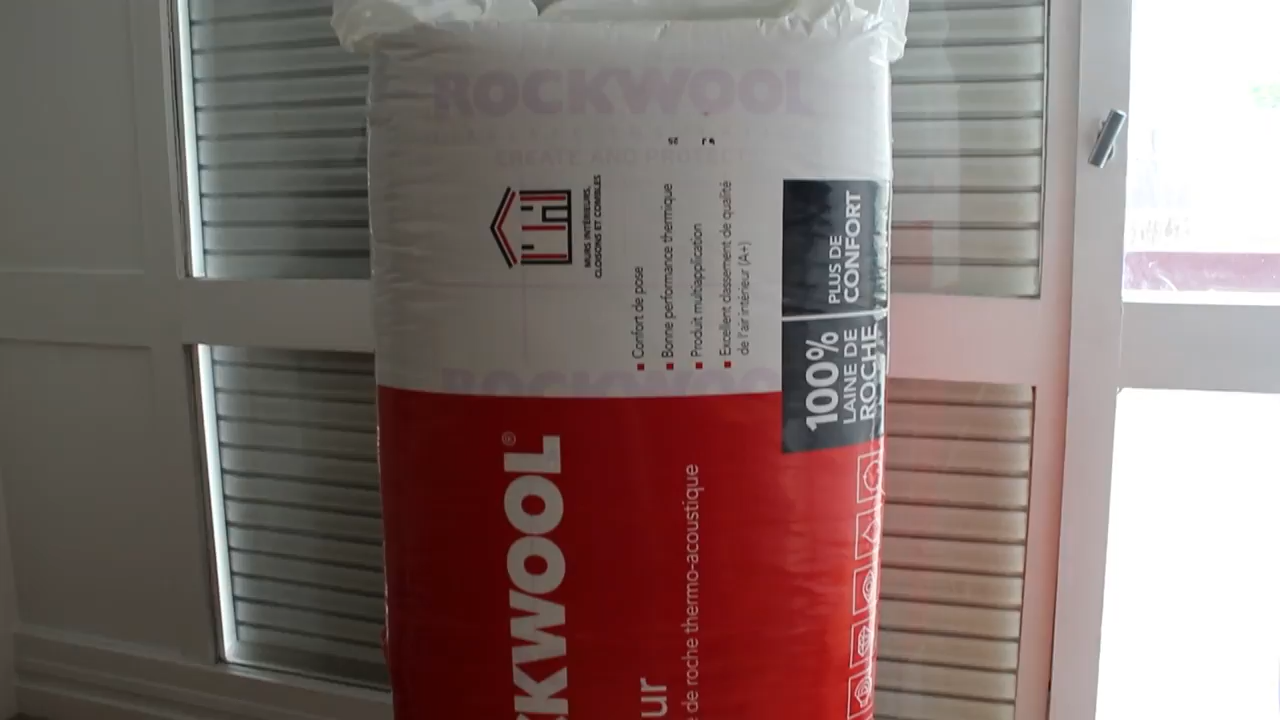 ROCKWOOL
CREATE AND PROTECT
MURS INTÉRIEURS,
CLOISONS ET COMBLES
Confort de pose
Bonne performance thermique
Produit multiapplication
Excellent classement de qualité
de l'air intérieur (A+)
PLUS DE
CONFORT
100%
LAINE DE
ROCHE
ROCKWOOL
CKWOOL®
ur
de roche thermo-acoustique